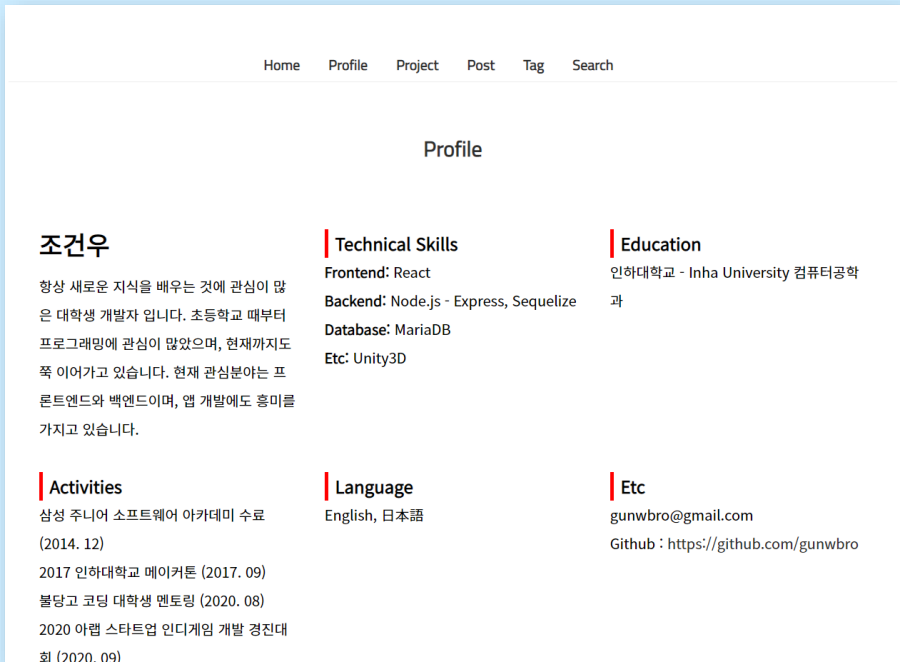 Home Profile Project Post Tag Search
Profile
조건우
항상 새로운 지식을 배우는 것에 관심이 많
은 대학생 개발자 입니다. 초등학교 때부터
프로그래밍에 관심이 많았으며, 현재까지도
쭉 이어가고 있습니다. 현재 관심분야는 프
론트엔드와 백엔드이며, 앱 개발에도 흥미를
가지고 있습니다.
Technical Skills
Frontend: React
Backend: Node.js - Express, Sequelize
Database: MariaDB
Etc: Unity3D
Education
인하대학교 - Inha University 컴퓨터공학
과
Activities
삼성 주니어 소프트웨어 아카데미 수료
(2014. 12)
2017 인하대학교 메이커톤 (2017. 09)
불당고 코딩 대학생 멘토링 (2020. 08)
2020 아랩 스타트업 인디게임 개발 경진대
회 (2020. 09)
Language
English, 日本語
Etc
gunwbro@gmail.com
Github : https://github.com/gunwbro